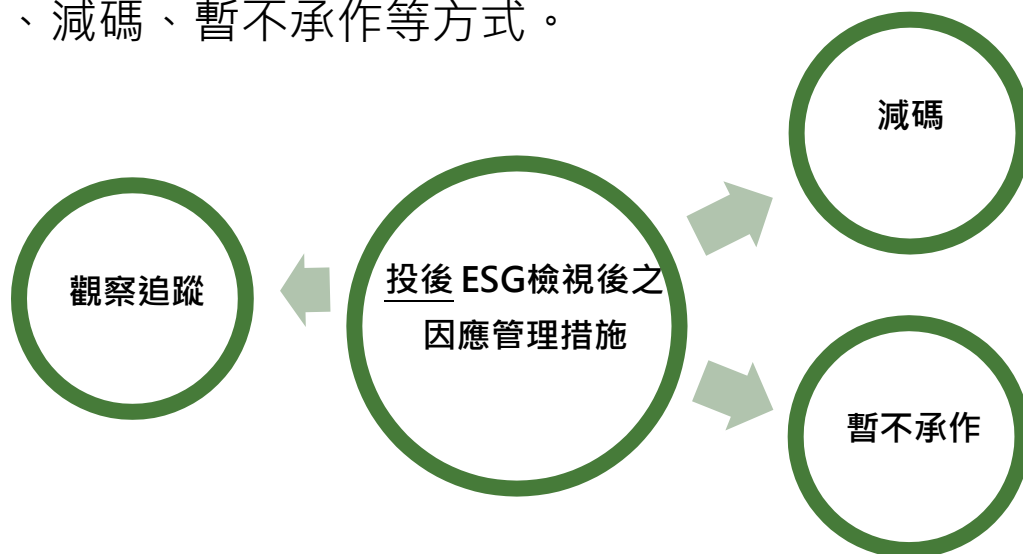 、減碼、暫不承作等方式。
減碼
觀察追蹤
投後 ESG檢視後之
因應管理措施
暫不承作